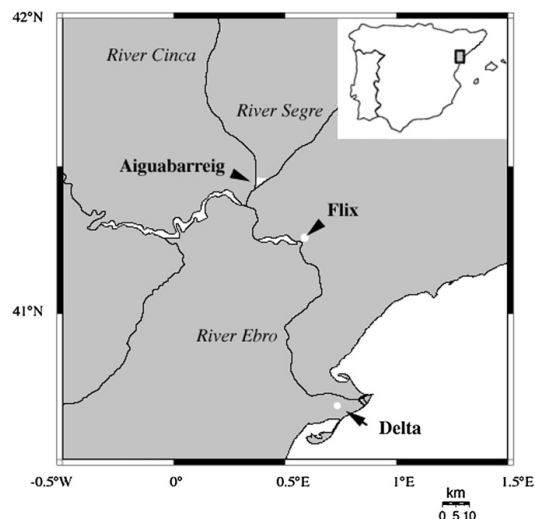 42°N
River Cinca
River Segre
Aiguabarreig
Flix
41°N
River Ebro
Delta
-0.5°W 0° 0.5°E 1°E 1.5°E
km
0 5 10